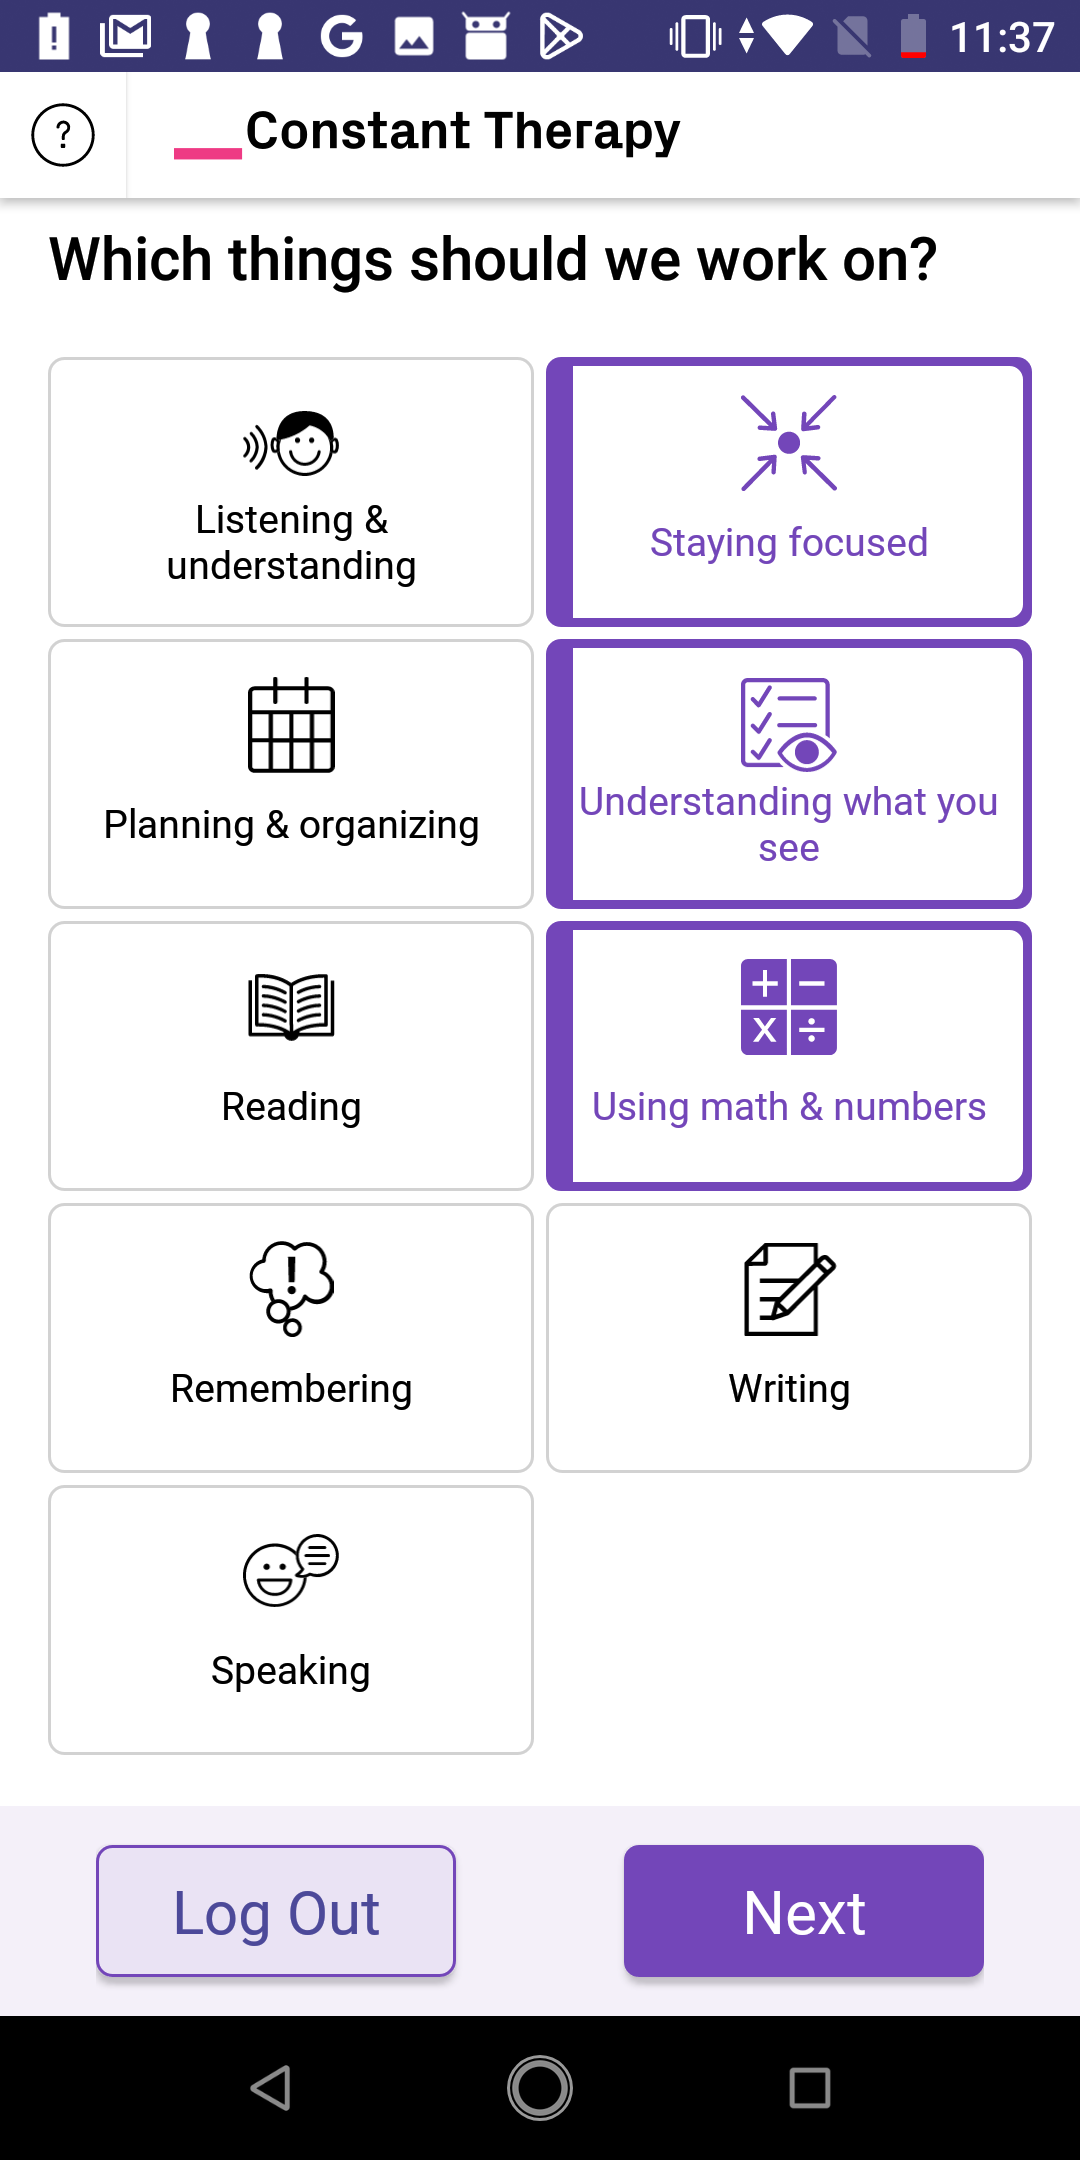 11:37
?
Constant Therapy
Which things should we work on?
Listening &
understanding
Staying focused
Planning & organizing
Understanding what you
see
Reading
Using math & numbers
Remembering
Writing
Speaking
Log Out
Next